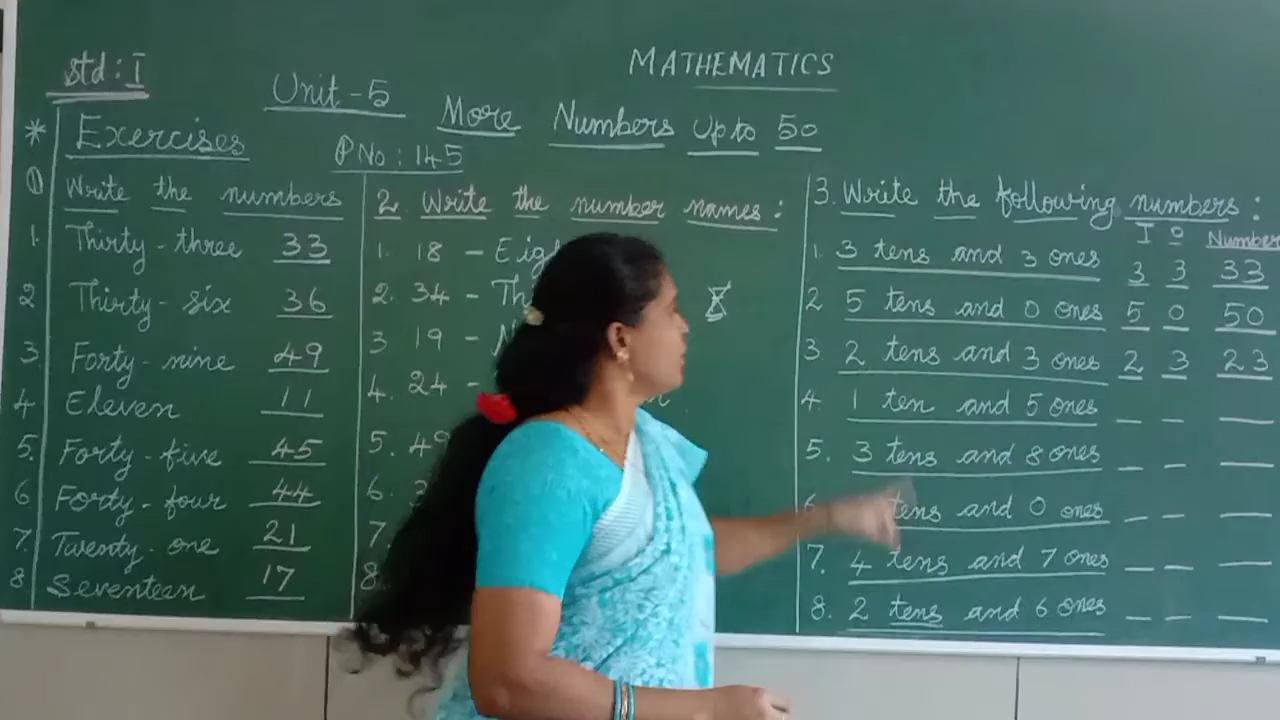 MATHEMATICS
Std: I
Unit-5 More Numbers Up to 50
* Exercises
PNo: 145
1 Write the numbers
1. Thirty-three 33
2 Thirty-six 36
3. Forty-nine 49
4 Eleven 11
5. Forty-five 45
6 Forty-four 44
7. Twenty-one 21
8 Seventeen 17
2. Write the number names:
1. 18 -
2. 34 -
3 19 -
4. 24 -
5. 49
6.
7.
8.
3. Write the following numbers:
T O Number
1. 3 tens and 3 ones 3 3 33
2 5 tens and 0 ones 5 0 50
3. 2 tens and 3 ones 2 3 23
4. 1 ten and 5 ones _ _ _
5. 3 tens and 8 ones _ _ _
6 tens and 0 ones _ _ _
7. 4 tens and 7 ones _ _ _
8. 2 tens and 6 ones _ _ _